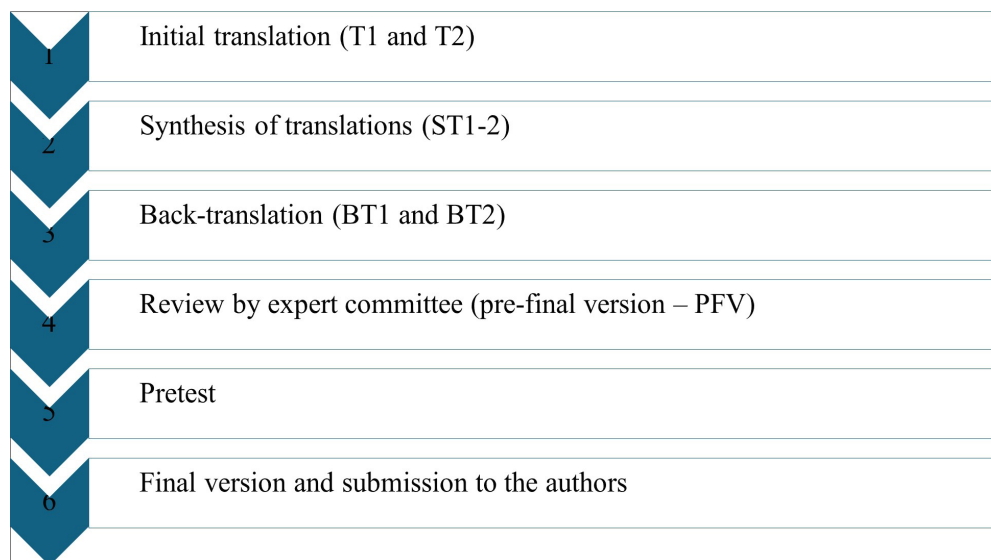 1
Initial translation (T1 and T2)
2
Synthesis of translations (ST1-2)
3
Back-translation (BT1 and BT2)
4
Review by expert committee (pre-final version – PFV)
5
Pretest
6
Final version and submission to the authors